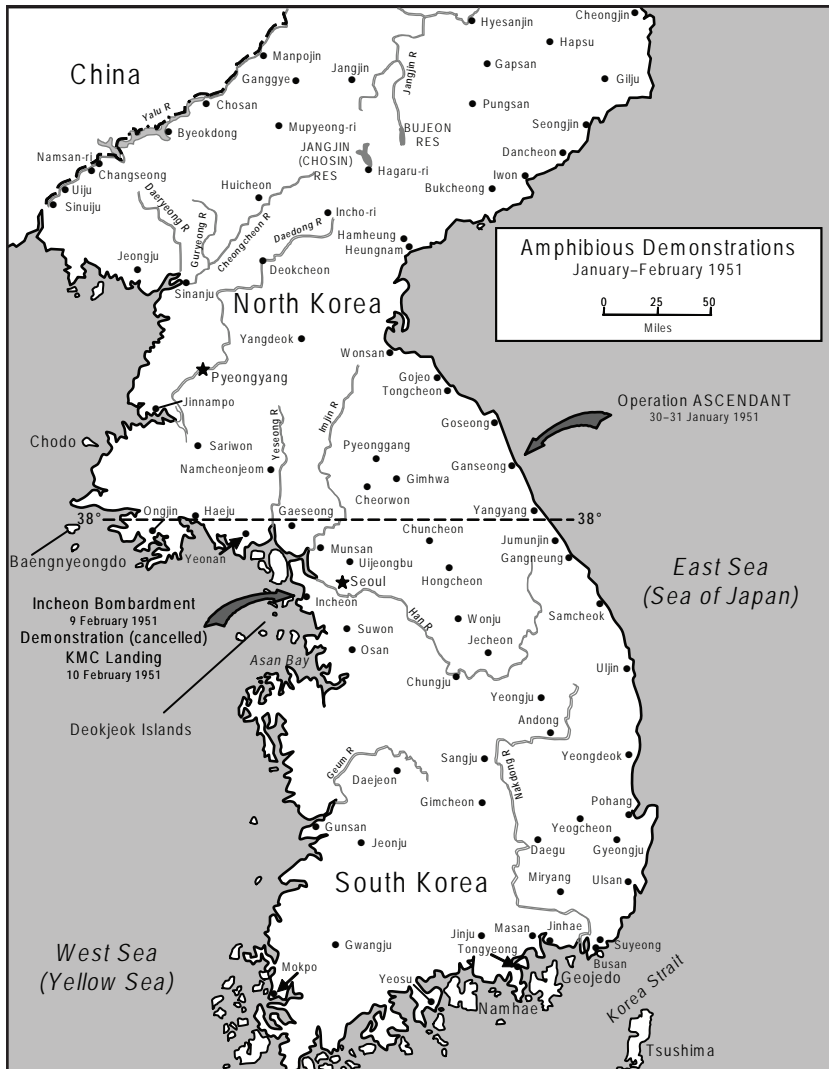 Cheongjin
Hyesanjin
Hapsu
China
Manpojin
Jangjin
Jangjin R
Gapsan
Ganggye
Gilju
Yalu R
Chosan
Pungsan
Byeokdong
Mupyeong-ri
BUJEON
RES
Seongjin
JANGJIN
(CHOSIN)
RES
Dancheon
Namsan-ri
Changseong
Hagaru-ri
Iwon
Uiju
Daeryeong R
Huicheon
Bukcheong
Sinuiju
Guryeong R
Cheongcheon R
Incho-ri
Daedong R
Hamheung
Heungnam
Amphibious Demonstrations
January–February 1951
0 25 50
Miles
Jeongju
Deokcheon
Sinanju
North Korea
Yangdeok
Wonsan
Pyeongyang
Gojeo
Tongcheon
Jinnampo
Imjin R
Yeseong R
Operation ASCENDANT
30–31 January 1951
Goseong
Chodo
Sariwon
Pyeonggang
Namcheonjeom
Ganseong
Gimhwa
Cheorwon
Ongjin
Haeju
Gaeseong
Yangyang
38°
38°
Baengnyeongdo
Yeonan
Munsan
Chuncheon
Jumunjin
Uijeongbu
Gangneung
Seoul
Hongcheon
East Sea
(Sea of Japan)
Incheon Bombardment
9 February 1951
Demonstration (cancelled)
KMC Landing
10 February 1951
Incheon
Samcheok
Han R
Wonju
Suwon
Osan
Jecheon
Asan Bay
Uljin
Chungju
Deokjeok Islands
Yeongju
Andong
Geum R
Sangju
Nakdong R
Yeongdeok
Daejeon
Gimcheon
Pohang
Gunsan
Yeogcheon
Jeonju
Daegu
Gyeongju
South Korea
Miryang
Ulsan
West Sea
(Yellow Sea)
Gwangju
Jinju
Masan
Jinhae
Tongyeong
Suyeong
Busan
Mokpo
Yeosu
Geojedo
Namhae
Korea Strait
Tsushima